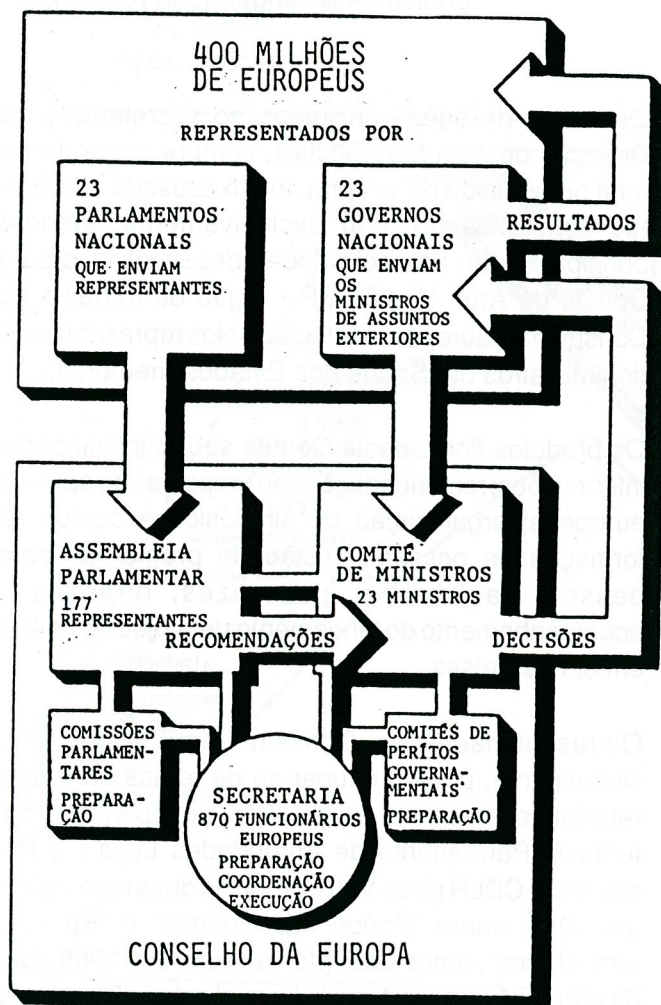 400 MILHÕES
DE EUROPEUS
REPRESENTADOS POR
23
PARLAMENTOS
NACIONAIS
QUE ENVIAM
REPRESENTANTES
23
GOVERNOS
NACIONAIS
QUE ENVIAM
OS
MINISTROS
DE ASSUNTOS
EXTERIORES
RESULTADOS
ASSEMBLEIA
PARLAMENTAR
177
REPRESENTANTES
RECOMENDAÇÕES
COMITÉ
DE MINISTROS
23 MINISTROS
DECISÕES
COMISSÕES
PARLAMEN-
TARES
PREPARA-
ÇÃO
SECRETARIA
870 FUNCIONÁRIOS
EUROPEUS
PREPARAÇÃO
COORDENAÇÃO
EXECUÇÃO
COMITÉS DE
PERITOS
GOVERNA-
MENTAIS
PREPARAÇÃO
CONSELHO DA EUROPA